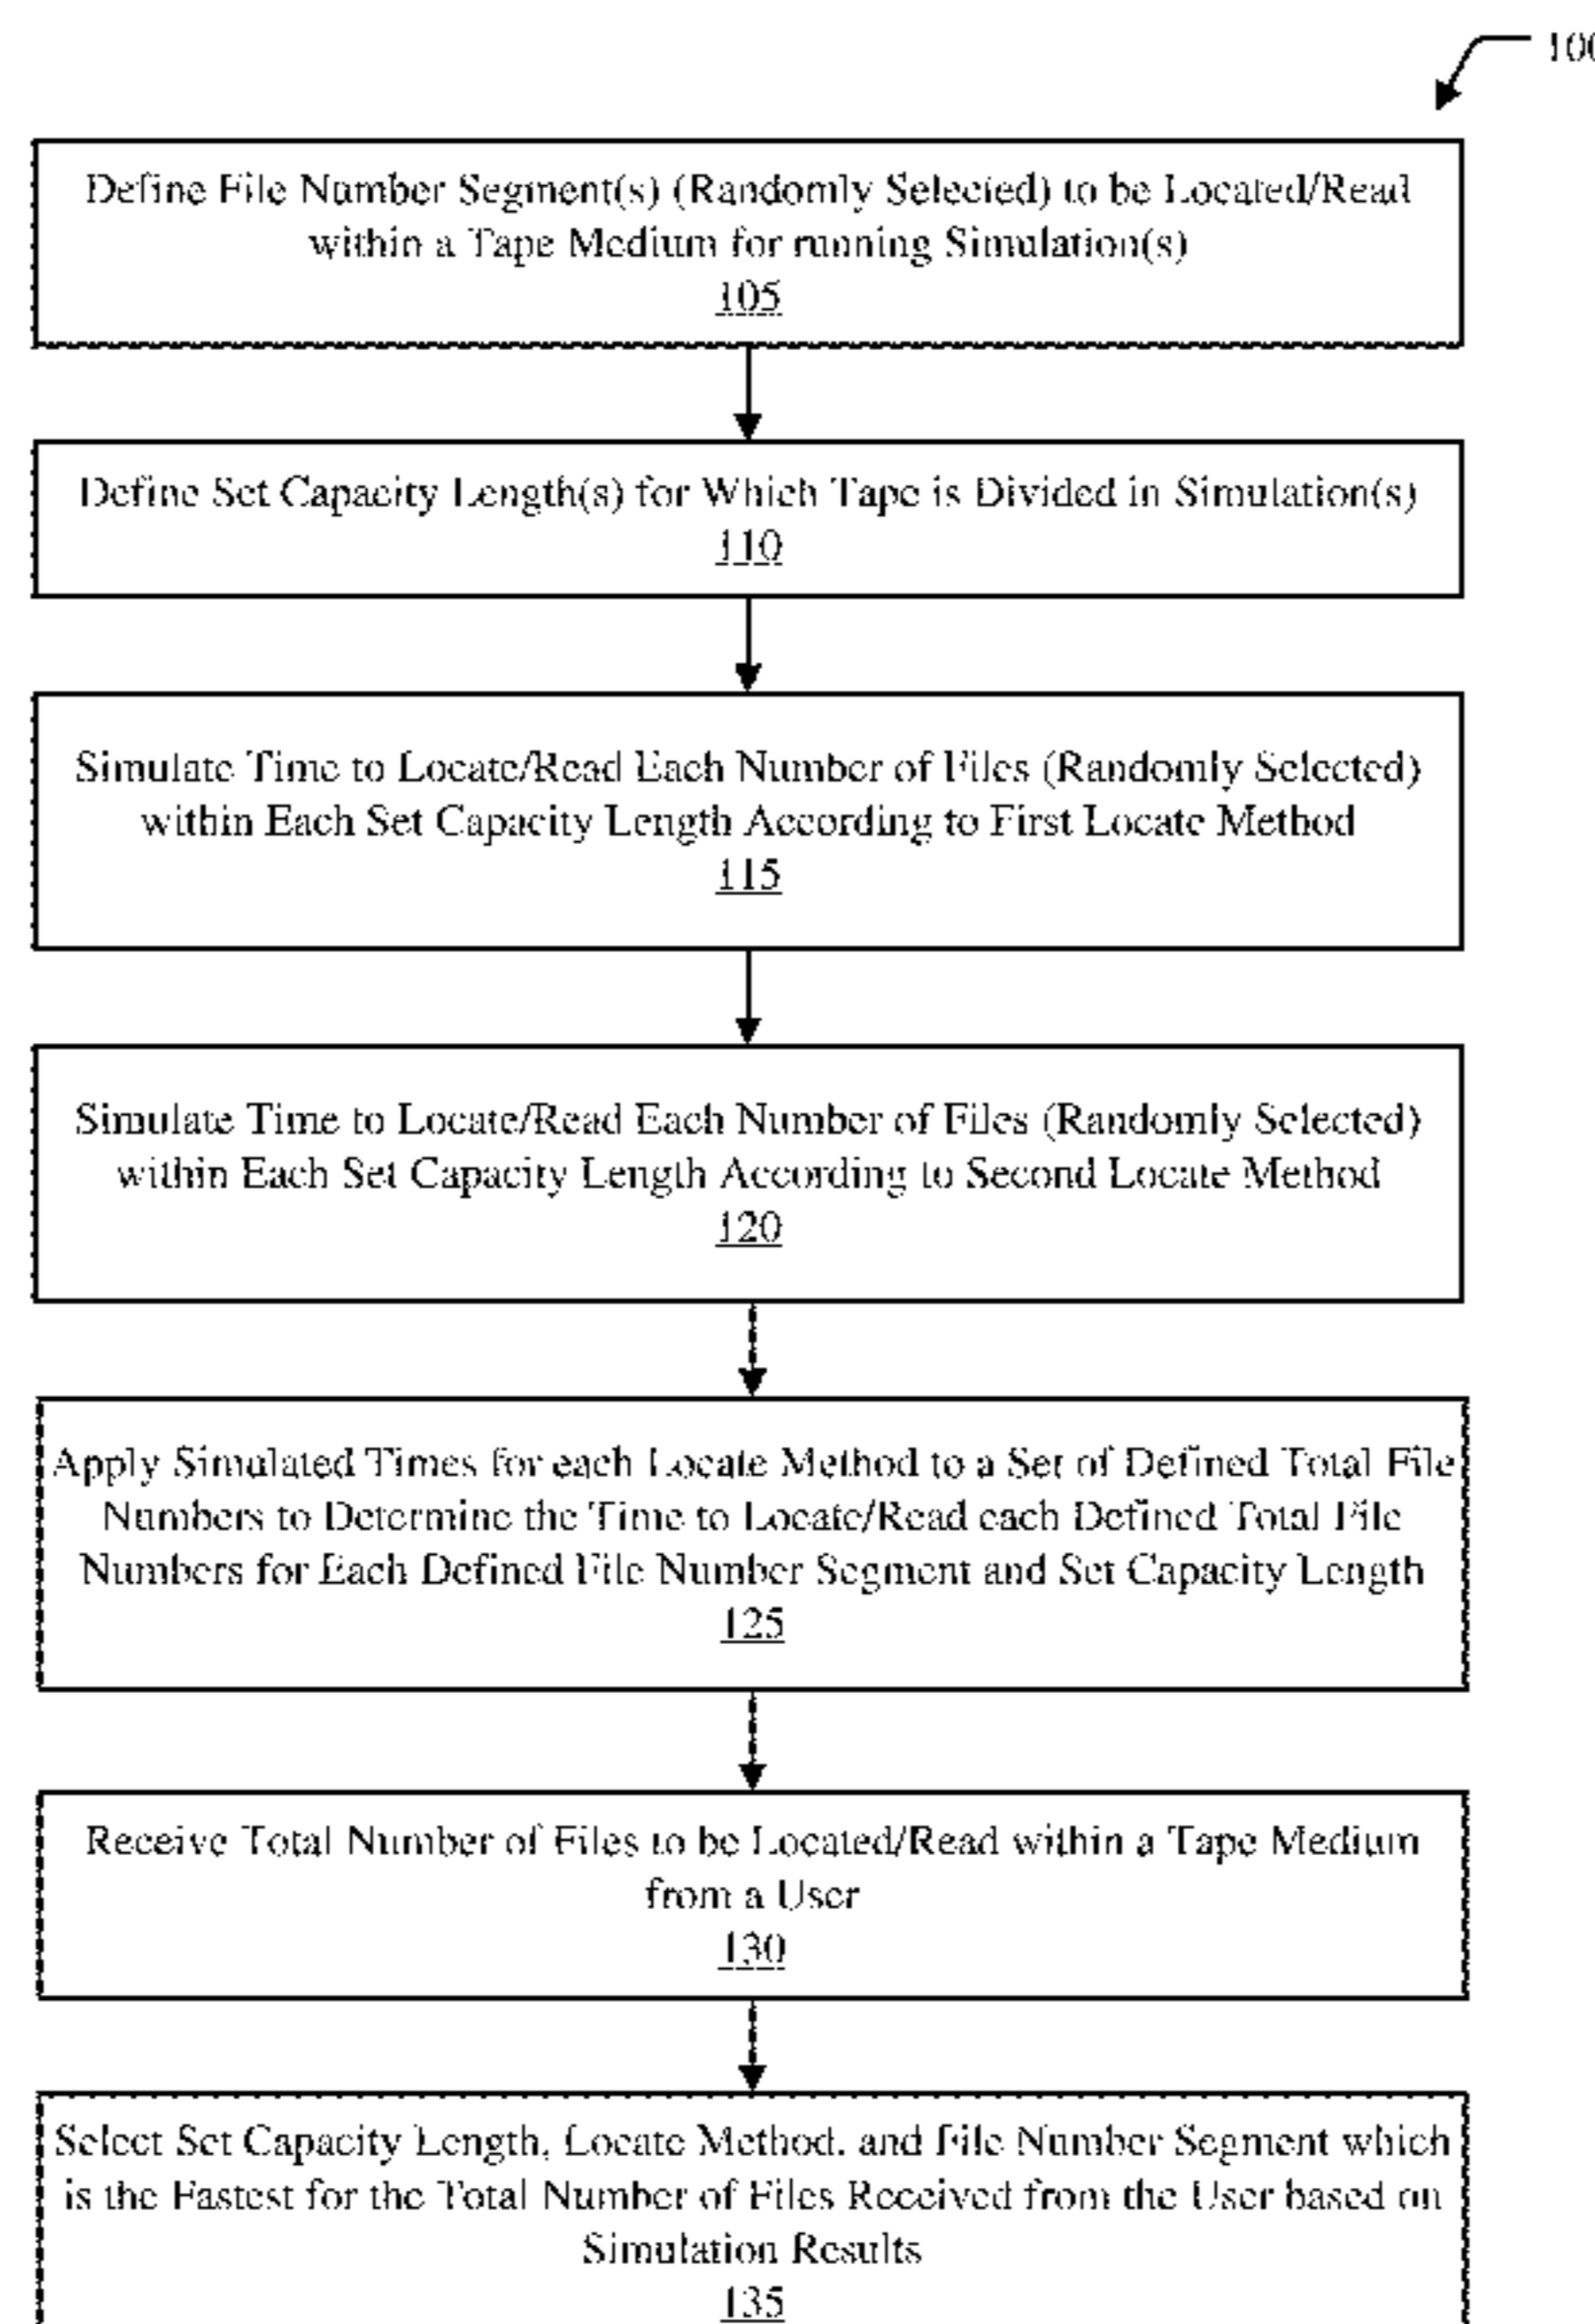 100
Define File Number Segment(s) (Randomly Selected) to be Located/Read
within a Tape Medium for running Simulation(s)
105
Define Set Capacity Length(s) for Which Tape is Divided in Simulation(s)
110
Simulate Time to Locate/Read Each Number of Files (Randomly Selected)
within Each Set Capacity Length According to First Locate Method
115
Simulate Time to Locate/Read Each Number of Files (Randomly Selected)
within Each Set Capacity Length According to Second Locate Method
120
Apply Simulated Times for each Locate Method to a Set of Defined Total File
Numbers to Determine the Time to Locate/Read each Defined Total File
Numbers for Each Defined File Number Segment and Set Capacity Length
125
Receive Total Number of Files to be Located/Read within a Tape Medium
from a User
130
Select Set Capacity Length, Locate Method, and File Number Segment which
is the Fastest for the Total Number of Files Received from the User based on
Simulation Results
135